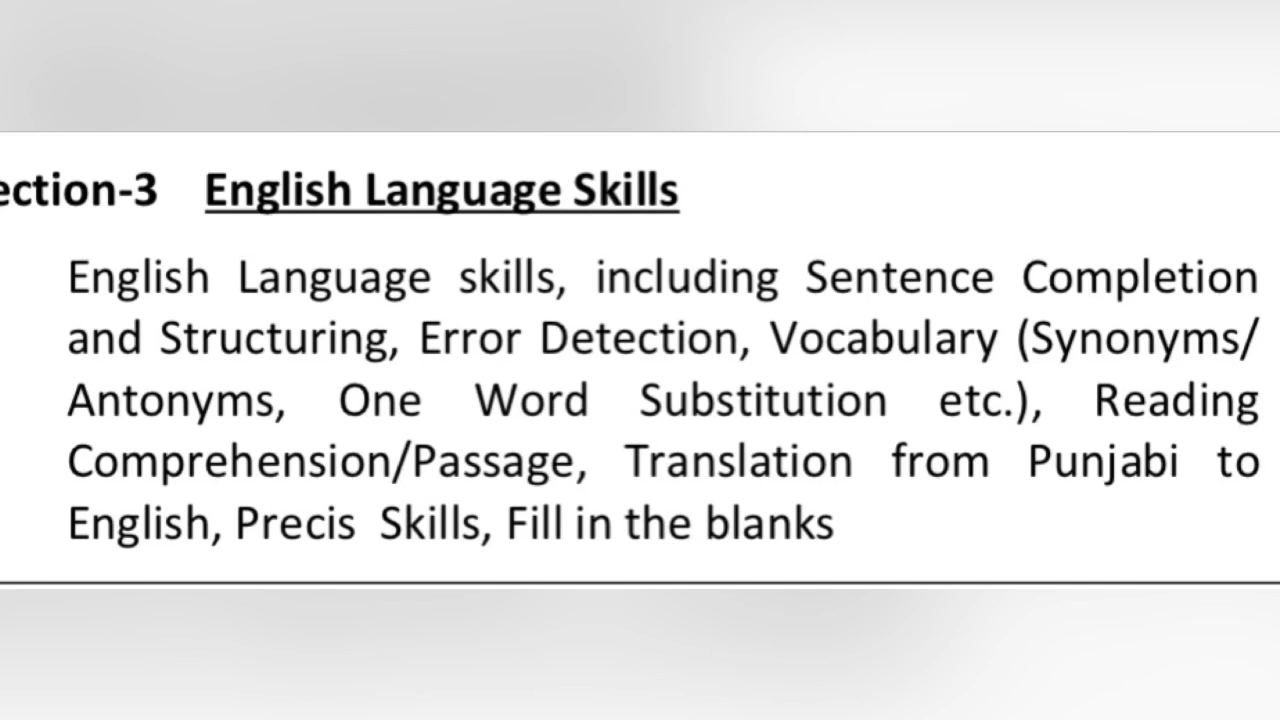 ection-3 English Language Skills
English Language skills, including Sentence Completion
and Structuring, Error Detection, Vocabulary (Synonyms/
Antonyms, One Word Substitution etc.), Reading
Comprehension/Passage, Translation from Punjabi to
English, Precis Skills, Fill in the blanks